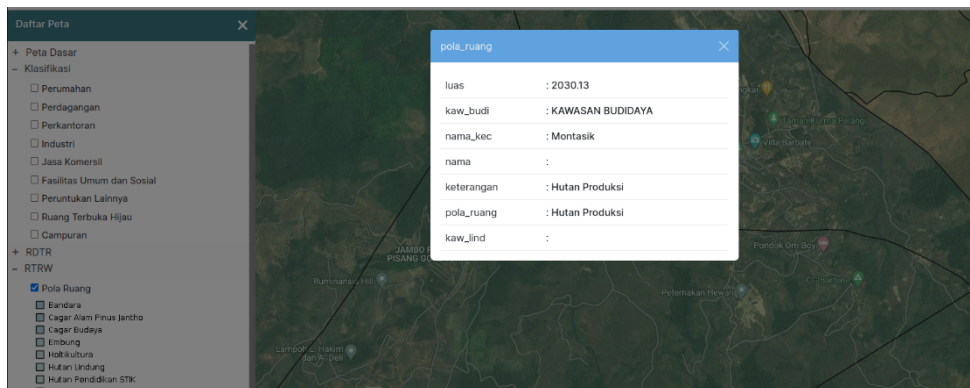 Daftar Peta
+ Peta Dasar
− Klasifikasi
Perumahan
Perdagangan
Perkantoran
Industri
Jasa Komersil
Fasilitas Umum dan Sosial
Peruntukan Lainnya
Ruang Terbuka Hijau
Campuran
+ RDTR
− RTRW
Pola Ruang
Bandara
Cagar Alam Pinus Jantho
Cagar Budaya
Embung
Holtikultura
Hutan Lindung
Hutan Pendidikan STIK
pola_ruang
luas : 2030.13
kaw_budi : KAWASAN BUDIDAYA
nama_kec : Montasik
nama :
keterangan : Hutan Produksi
pola_ruang : Hutan Produksi
kaw_lind :
Taman Kurma Pelangi
Villa Barbate
JAMBO
PISANG
Pondok Om Boy
Peternakan Hewan
Lampoh L. Hakim
dan A. Deli